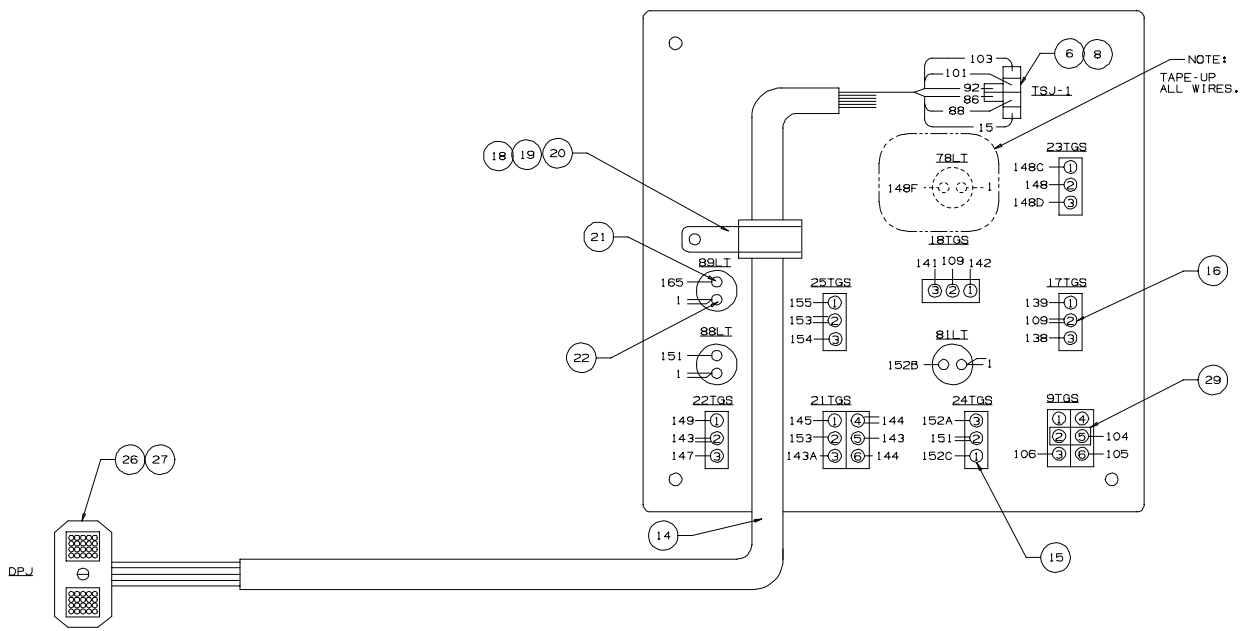 103
101
92
86
88
15
TSJ-1
6 8
NOTE:
TAPE-UP
ALL WIRES.
18 19 20
78LT
148F 1
23TGS
148C 1
148 2
148D 3
21
89LT
165
1
22
88LT
151
1
25TGS
155 1
153 2
154 3
18TGS
141 109 142
3 2 1
17TGS
139 1
109 2
138 3
16
81LT
152B 1
29
22TGS
149 1
143 2
147 3
21TGS
145 1 4 144
153 2 5 143
143A 3 6 144
24TGS
152A 3
151 2
152C 1
9TGS
1 4
2 5 104
106 3 6 105
26 27
14
15
DPJ